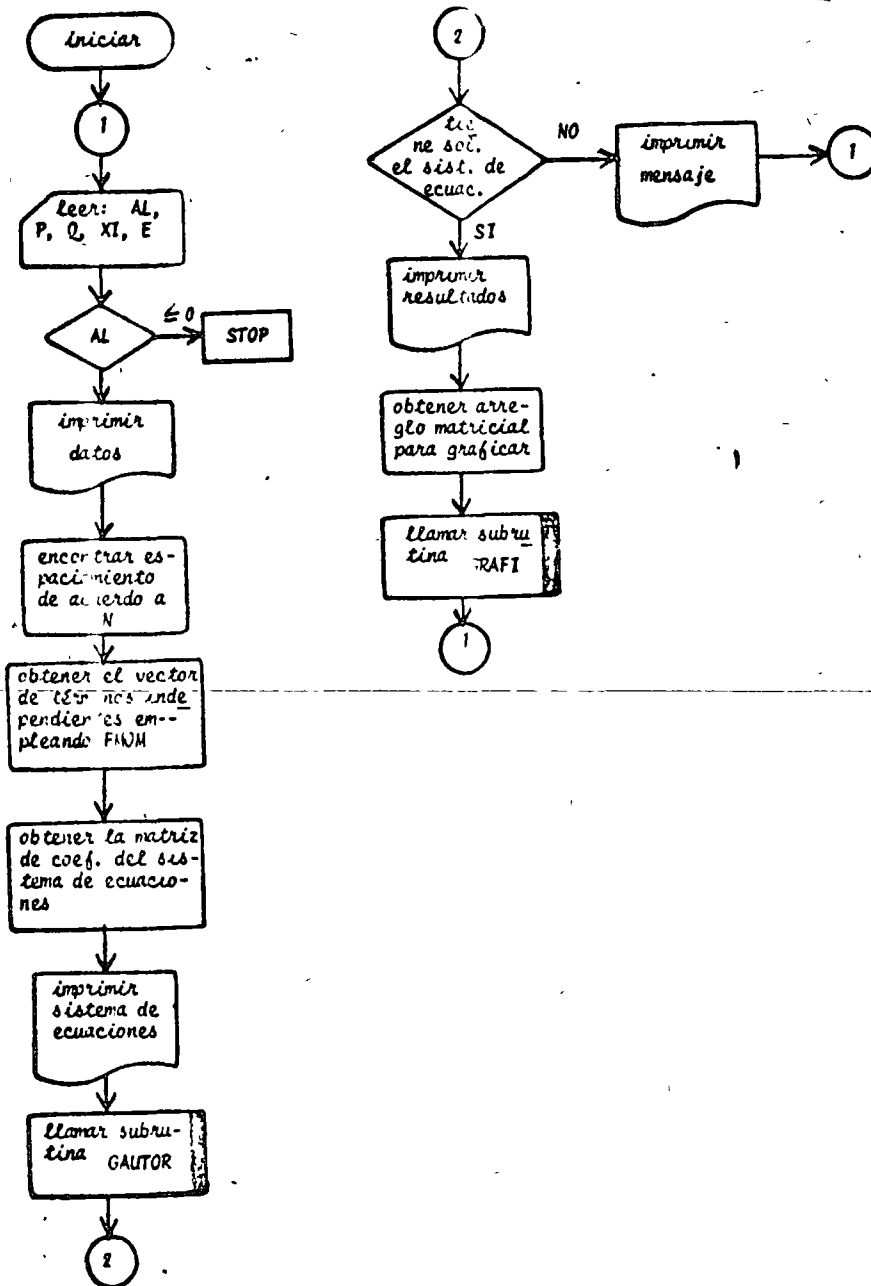 iniciar
1
leer: AL,
P, Q, XI, E
AL
≤ 0
STOP
imprimir
datos
encontrar es-
paciamiento
de acuerdo a
N
obtener el vector
de términos inde
pendientes em--
pleando
obtener la matriz
de coef. del sis-
tema de ecuacio-
nes
imprimir
sistema de
ecuaciones
llamar subru-
tina GAUTOR
2
2
tie
ne sol.
el sist. de
ecuac.
NO
imprimir
mensaje
1
SI
imprimir
resultados
obtener arre-
glo matricial
para graficar
llamar subru
tina RAFI
1